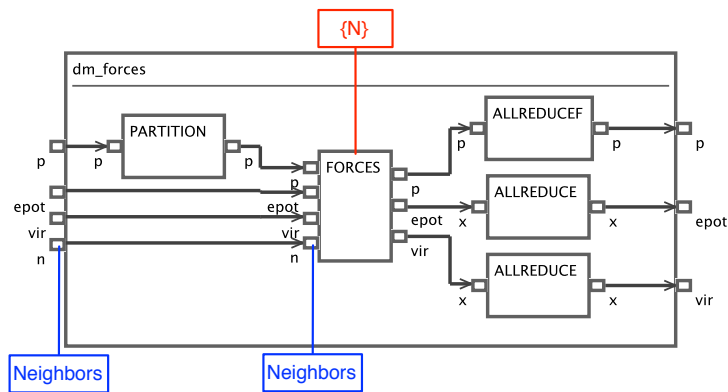 {N}
dm_forces
PARTITION
FORCES
ALLREDUCEF
ALLREDUCE
ALLREDUCE
p
p
p
p
p
p
p
p
epot
epot
epot
x
x
epot
vir
vir
vir
x
x
vir
n
n
Neighbors
Neighbors